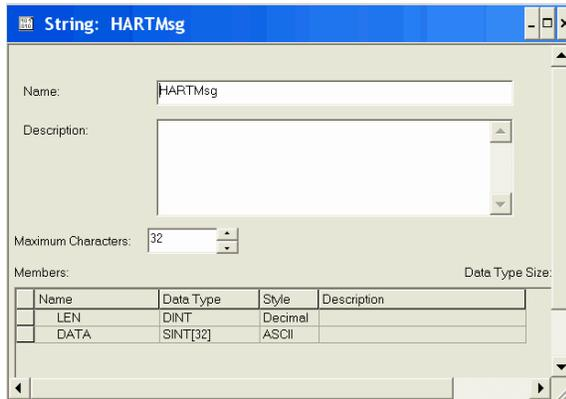 String: HARTMsg
Name: HARTMsg
Description:
Maximum Characters: 32
Members: Data Type Size:
Name Data Type Style Description
LEN DINT Decimal
DATA SINT[32] ASCII